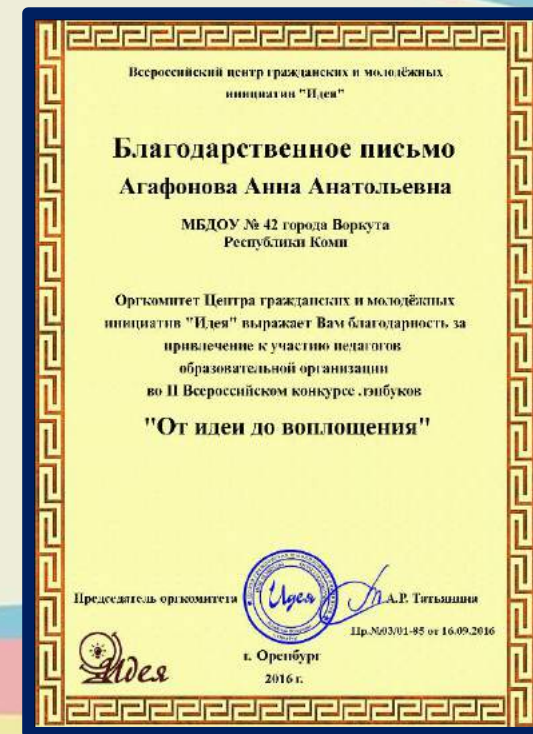 Всероссийский центр гражданских и молодёжных
инициатив "Идея"
Благодарственное письмо
Агафонова Анна Анатольевна
МБДОУ № 42 города Воркута
Республики Коми
Оргкомитет Центра гражданских и молодёжных
инициатив "Идея" выражает Вам благодарность за
привлечение к участию педагогов
образовательной организации
во II Всероссийском конкурсе лэпбуков
"От идеи до воплощения"
Председатель оргкомитета Идея А.Р. Татьянина
Пр.№03/01-85 от 16.09.2016
Идея
г. Оренбург
2016 г.